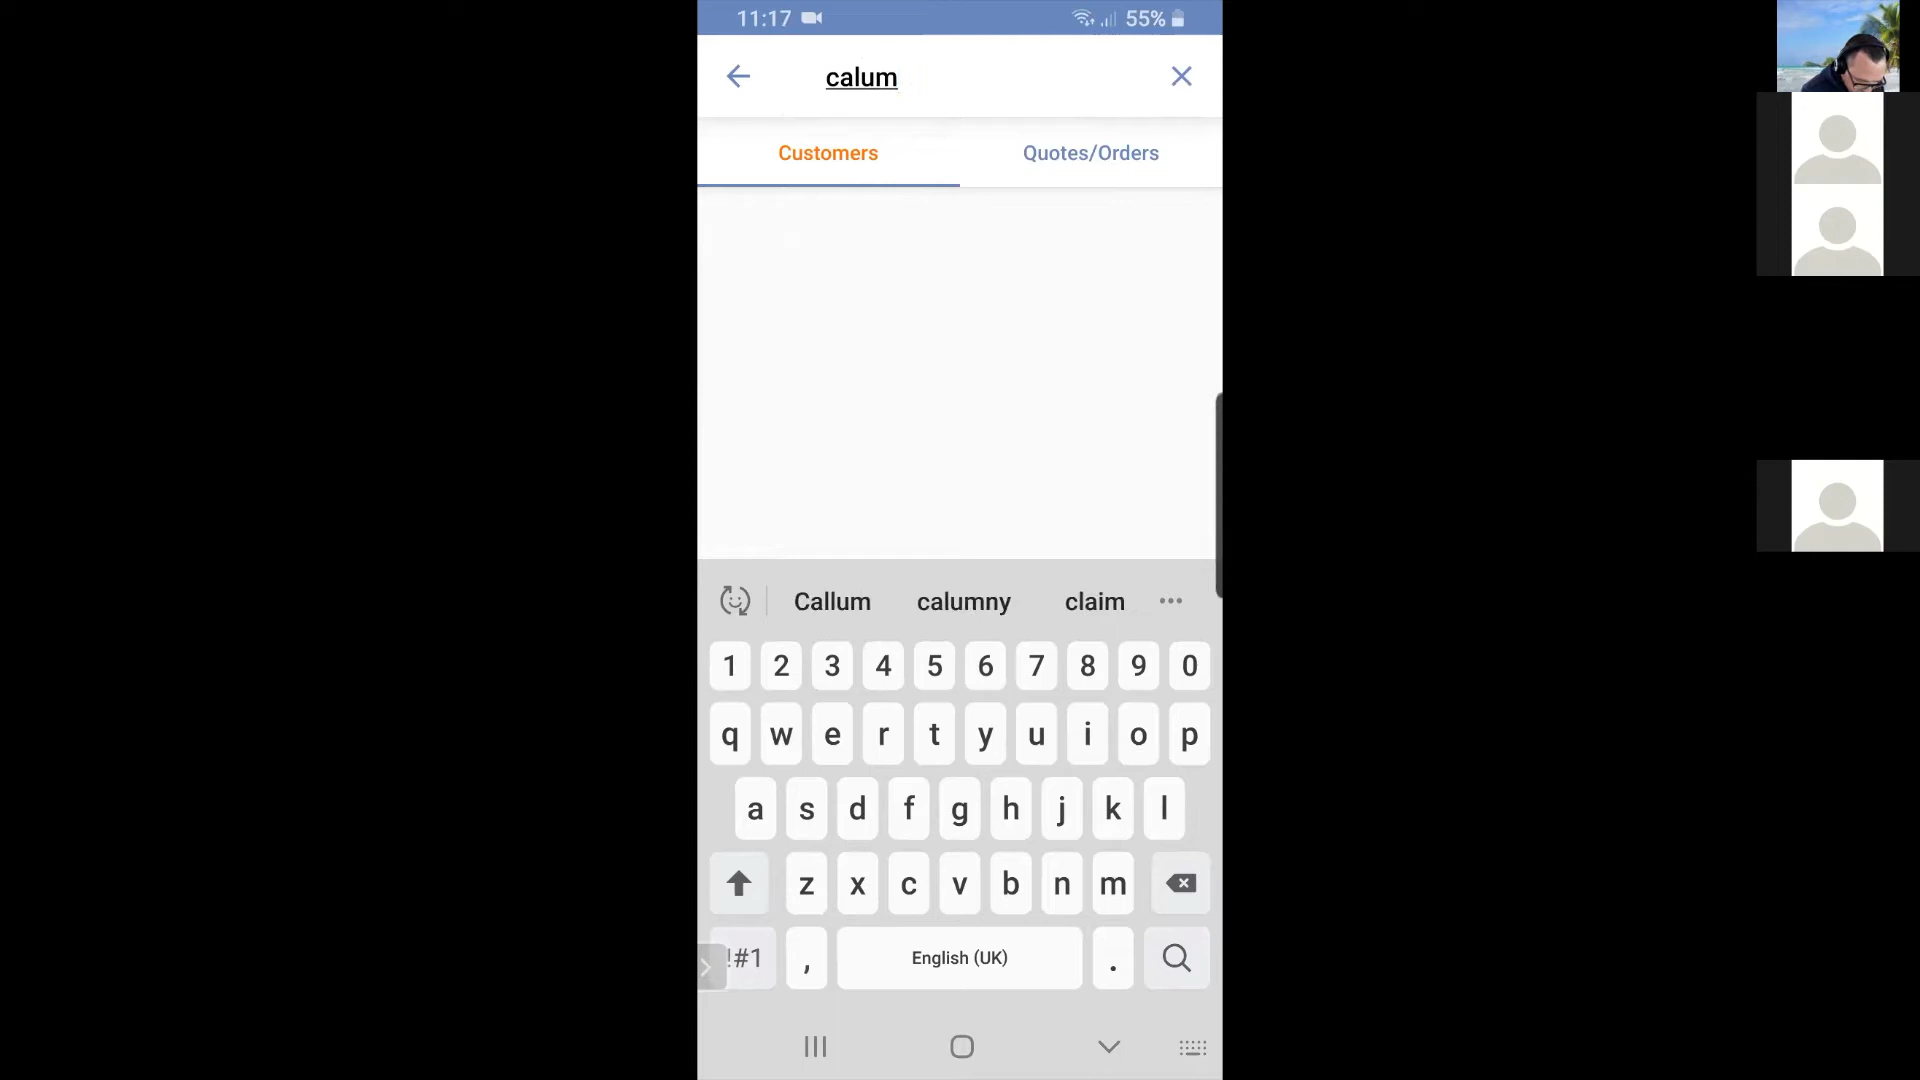 11:17 55%
calum
Customers Quotes/Orders
Callum calumny claim
1 2 3 4 5 6 7 8 9 0
q w e r t y u i o p
a s d f g h j k l
z x c v b n m
!#1 , English (UK) .